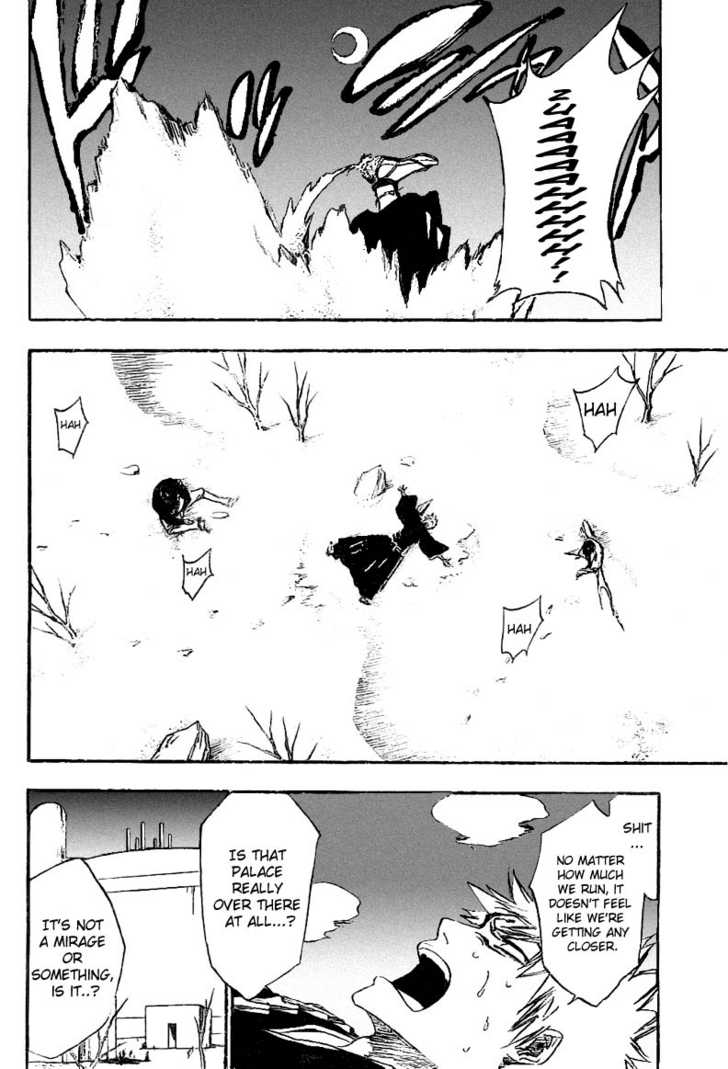 HAH
HAH
HAH
HAH
SHIT
...
NO MATTER
HOW MUCH
WE RUN, IT
DOESN'T FEEL
LIKE WE'RE
GETTING ANY
CLOSER.
IS THAT
PALACE
REALLY
OVER THERE
AT ALL...?
IT'S NOT
A MIRAGE
OR
SOMETHING,
IS IT..?